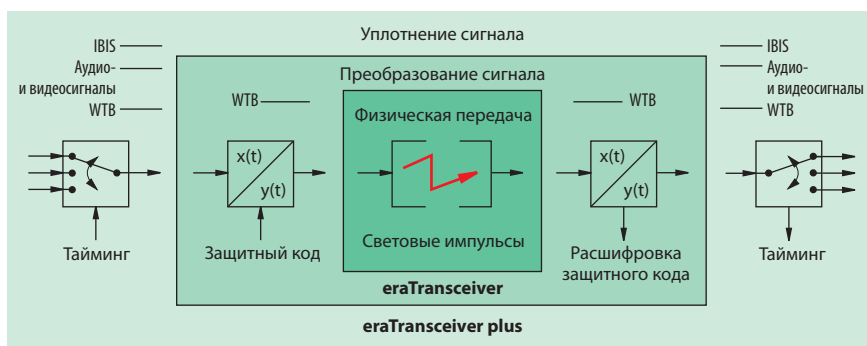 Уплотнение сигнала
IBIS
Аудио-
и видеосигналы
WTB
IBIS
Аудио-
и видеосигналы
WTB
Преобразование сигнала
WTB
WTB
Физическая передача
x(t)
y(t)
x(t)
y(t)
Тайминг
Защитный код
Световые импульсы
Расшифровка
защитного кода
Тайминг
eraTransceiver
eraTransceiver plus